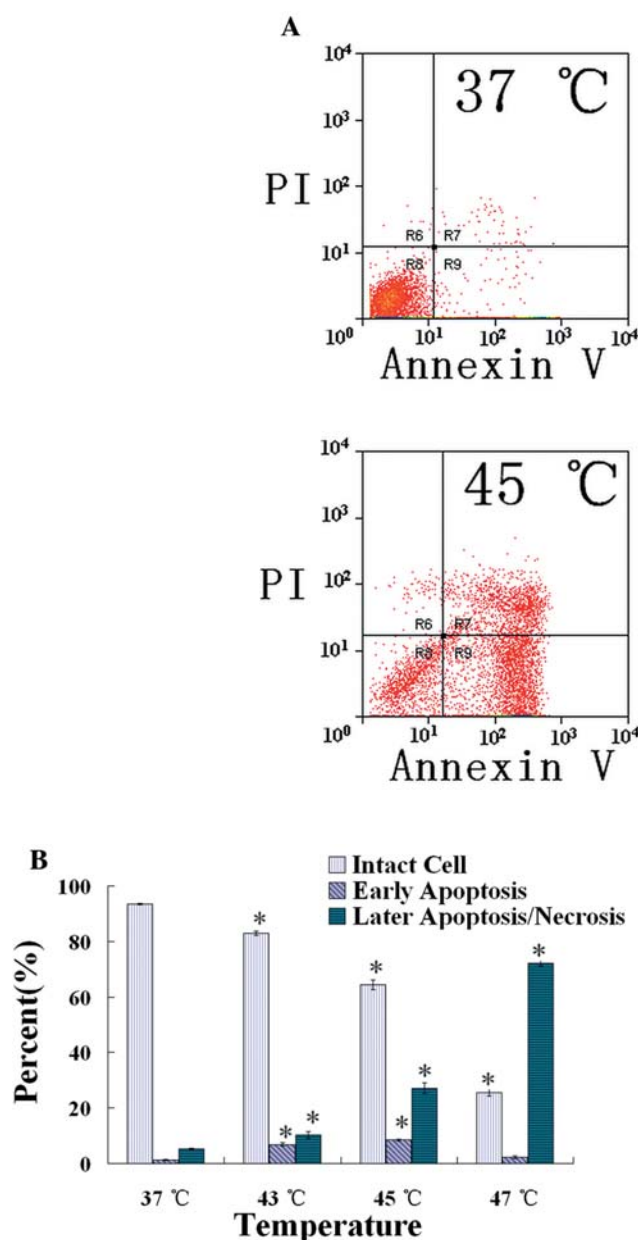 A
37 ℃
PI
10⁴
10³
10²
10¹
R6 R7
R8 R9
10⁰ 10¹ 10² 10³ 10⁴
Annexin V
45 ℃
PI
10⁴
10³
10²
10¹
R6 R7
R8 R9
10⁰ 10¹ 10² 10³ 10⁴
Annexin V
B
Intact Cell
Early Apoptosis
Later Apoptosis/Necrosis
Percent(%)
100
80
60
40
20
0
* * * * * * * *
37 ℃ 43 ℃ 45 ℃ 47 ℃
Temperature